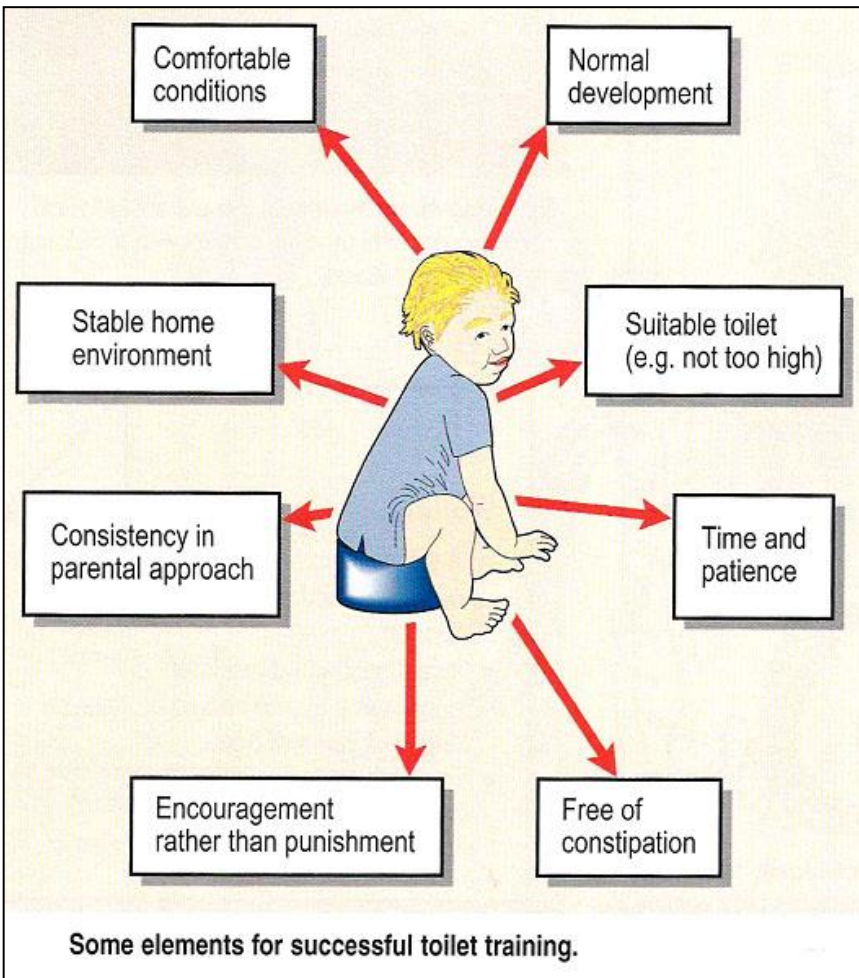 Comfortable
conditions
Normal
development
Stable home
environment
Suitable toilet
(e.g. not too high)
Consistency in
parental approach
Time and
patience
Encouragement
rather than punishment
Free of
constipation
Some elements for successful toilet training.